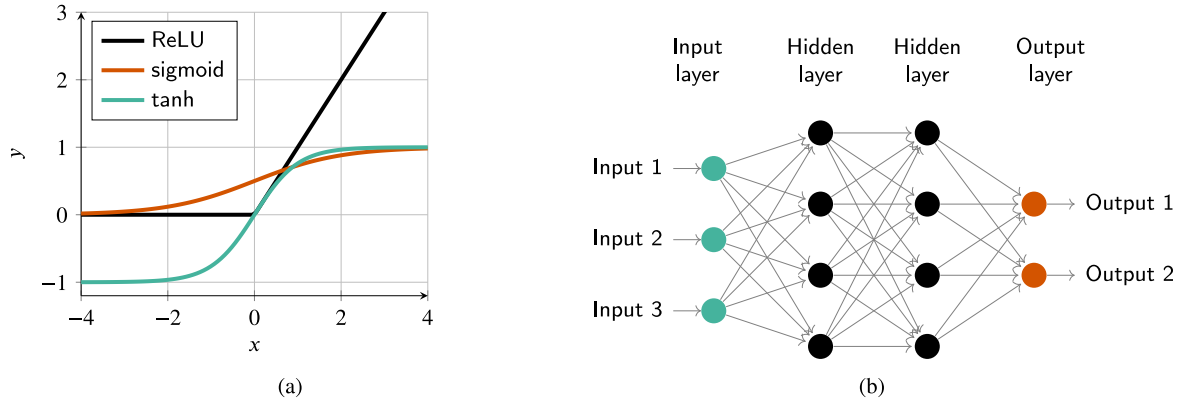 3
2
1
0
−1
−4
−2
0
2
4
y
x
ReLU
sigmoid
tanh
(a)
Input
layer
Hidden
layer
Hidden
layer
Output
layer
Input 1
Input 2
Input 3
Output 1
Output 2
(b)